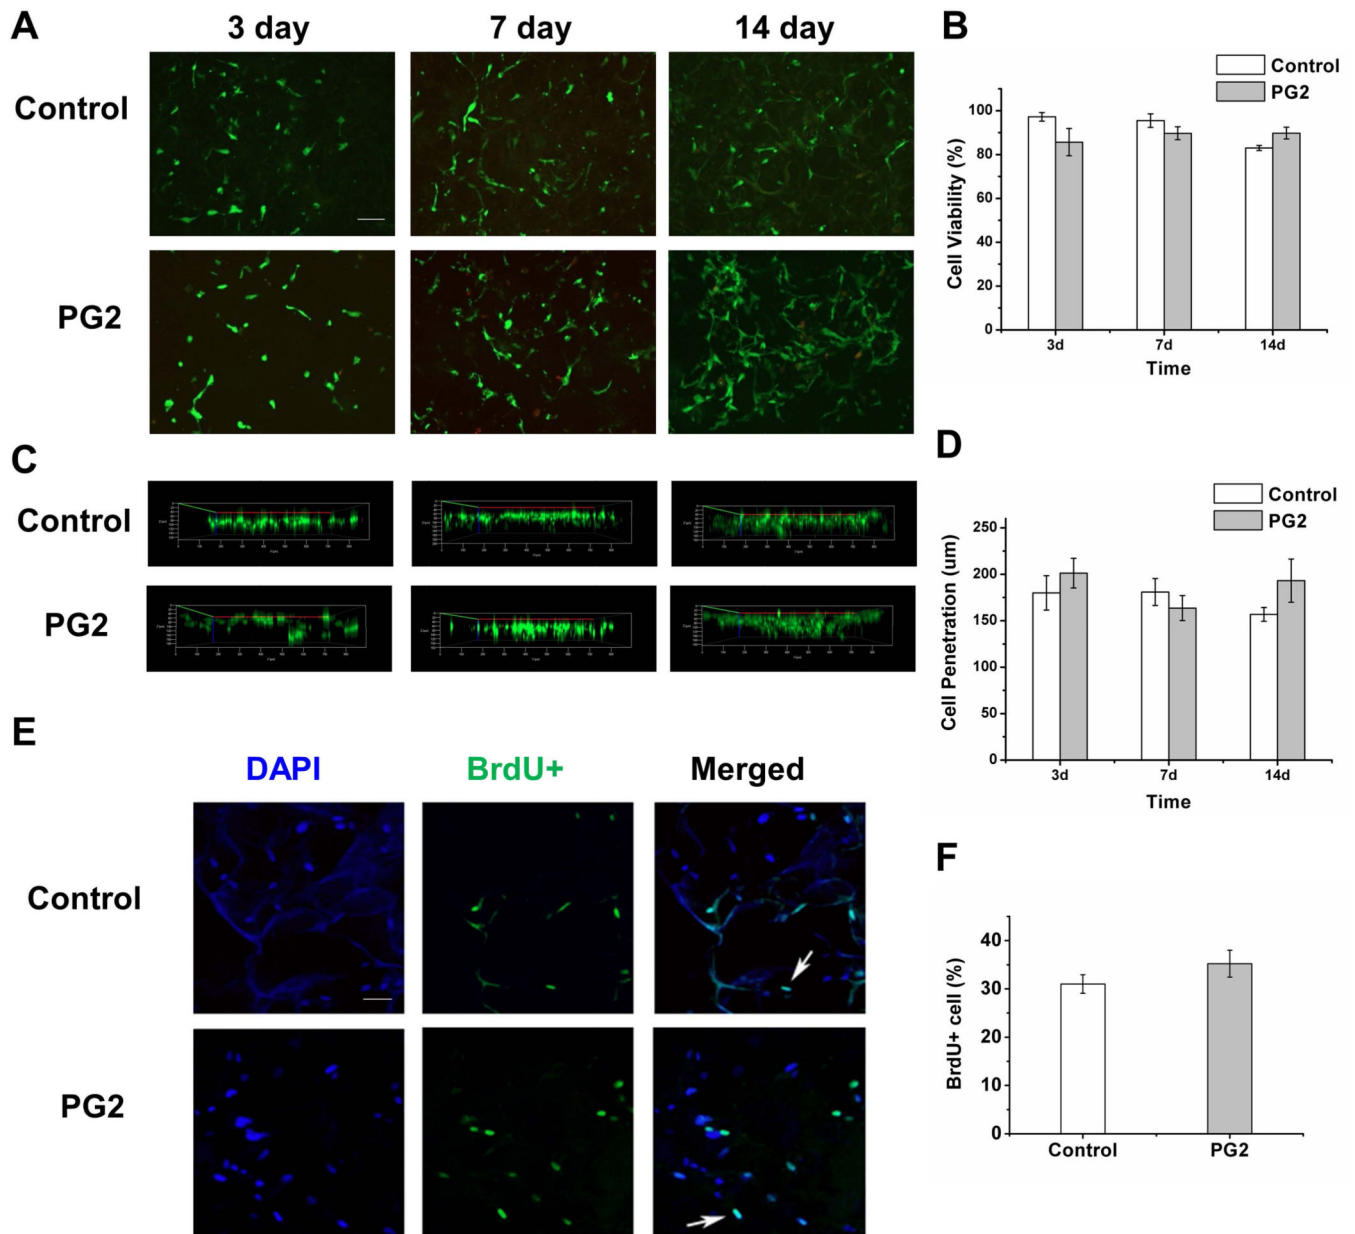 A
3 day
7 day
14 day
Control
PG2
B
Control
PG2
Cell Viability (%)
100
80
60
40
20
0
3d
7d
14d
Time
C
Control
PG2
D
Control
PG2
Cell Penetration (um)
250
200
150
100
50
0
3d
7d
14d
Time
E
DAPI
BrdU+
Merged
Control
PG2
F
BrdU+ cell (%)
40
30
20
10
0
Control
PG2